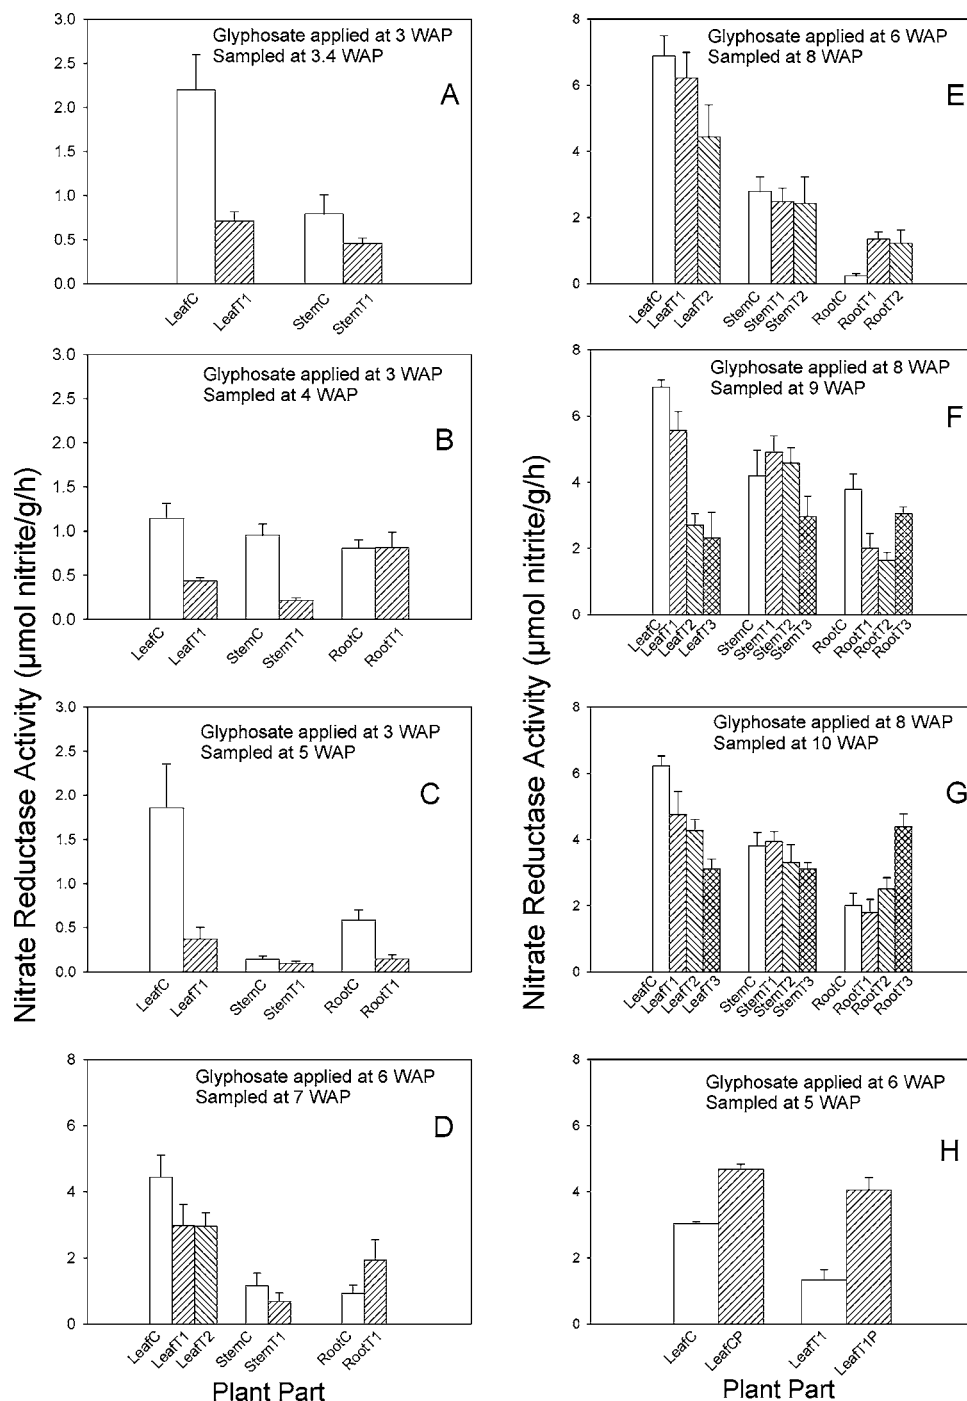 Nitrate Reductase Activity (µmol nitrite/g/h)
3.0
2.5
2.0
1.5
1.0
0.5
0.0
Glyphosate applied at 3 WAP
Sampled at 3.4 WAP
A
LeafC
LeafT1
StemC
StemT1
3.0
2.5
2.0
1.5
1.0
0.5
0.0
Glyphosate applied at 3 WAP
Sampled at 4 WAP
B
LeafC
LeafT1
StemC
StemT1
RootC
RootT1
3.0
2.5
2.0
1.5
1.0
0.5
0.0
Glyphosate applied at 3 WAP
Sampled at 5 WAP
C
LeafC
LeafT1
StemC
StemT1
RootC
RootT1
8
6
4
2
0
Glyphosate applied at 6 WAP
Sampled at 7 WAP
D
LeafC
LeafT1
LeafT2
StemC
StemT1
RootC
RootT1
Plant Part
Nitrate Reductase Activity (µmol nitrite/g/h)
8
6
4
2
0
Glyphosate applied at 6 WAP
Sampled at 8 WAP
E
LeafC
LeafT1
LeafT2
StemC
StemT1
StemT2
RootC
RootT1
RootT2
8
6
4
2
0
Glyphosate applied at 8 WAP
Sampled at 9 WAP
F
LeafC
LeafT1
LeafT2
LeafT3
StemC
StemT1
StemT2
StemT3
RootC
RootT1
RootT2
RootT3
8
6
4
2
0
Glyphosate applied at 8 WAP
Sampled at 10 WAP
G
LeafC
LeafT1
LeafT2
LeafT3
StemC
StemT1
StemT2
StemT3
RootC
RootT1
RootT2
RootT3
8
6
4
2
0
Glyphosate applied at 6 WAP
Sampled at 5 WAP
H
LeafC
LeafCP
LeafT1
LeafT1P
Plant Part